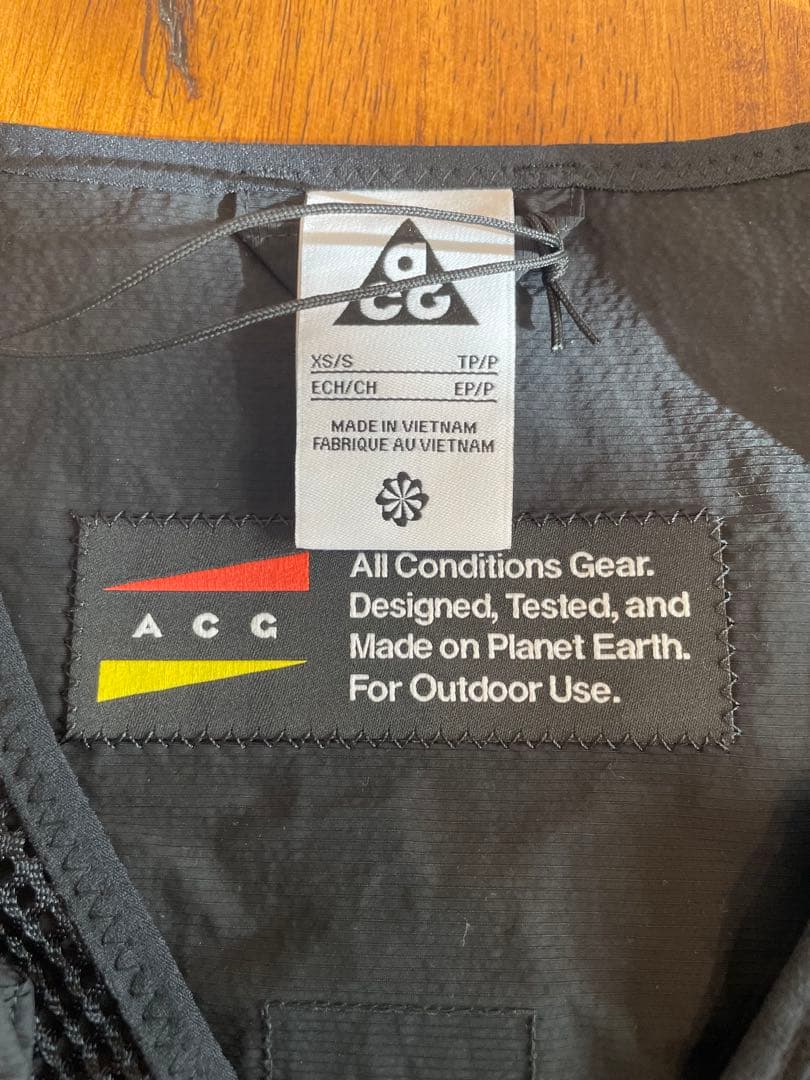 aCG
XS/S TP/P
ECH/CH EP/P
MADE IN VIETNAM
FABRIQUE AU VIETNAM
A C G
All Conditions Gear.
Designed, Tested, and
Made on Planet Earth.
For Outdoor Use.